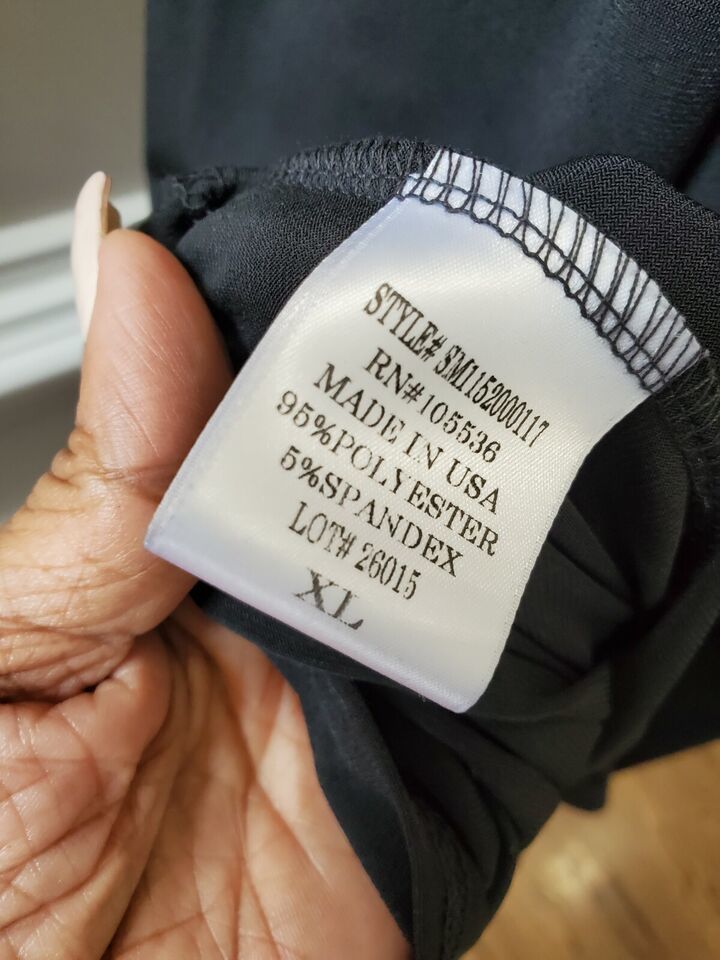 STYLE# SM1152000117
RN#105536
MADE IN USA
95%POLYESTER
5%SPANDEX
LOT# 26015
XL